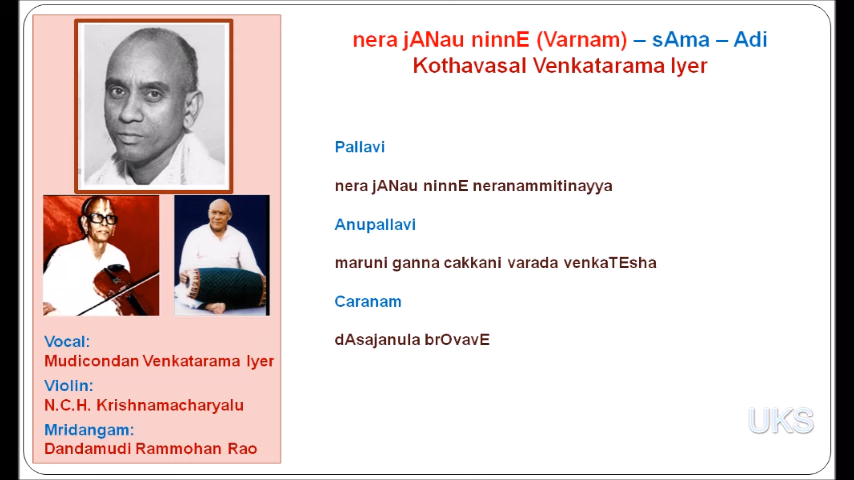 nera jANau ninnE (Varnam) – sAma – Adi
Kothavasal Venkatarama Iyer
Pallavi
nera jANau ninnE neranammitinayya
Anupallavi
maruni ganna cakkani varada venkaTEsha
Caranam
dAsajanula brOvavE
Vocal:
Mudicondan Venkatarama Iyer
Violin:
N.C.H. Krishnamacharyalu
Mridangam:
Dandamudi Rammohan Rao
UKS